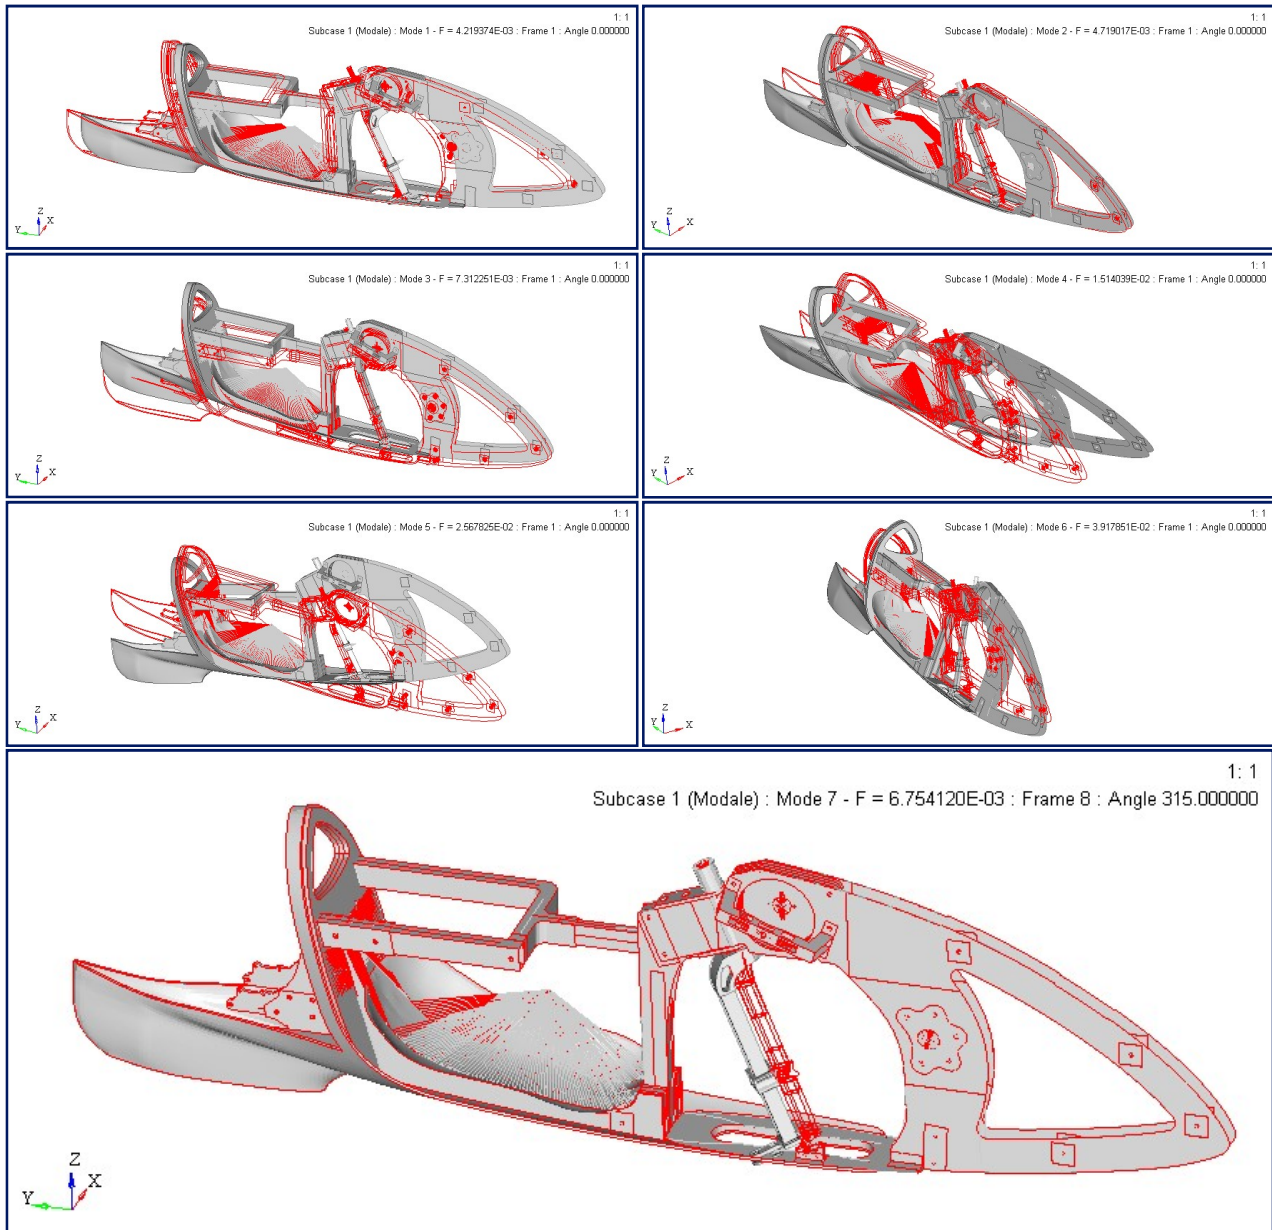 1: 1
Subcase 1 (Modale) : Mode 1 - F = 4.219374E-03 : Frame 1 : Angle 0.000000
Z
X
Y
1: 1
Subcase 1 (Modale) : Mode 2 - F = 4.719017E-03 : Frame 1 : Angle 0.000000
Z
X
Y
1: 1
Subcase 1 (Modale) : Mode 3 - F = 7.312251E-03 : Frame 1 : Angle 0.000000
Z
X
Y
1: 1
Subcase 1 (Modale) : Mode 4 - F = 1.514039E-02 : Frame 1 : Angle 0.000000
Z
X
Y
1: 1
Subcase 1 (Modale) : Mode 5 - F = 2.567825E-02 : Frame 1 : Angle 0.000000
Z
X
Y
1: 1
Subcase 1 (Modale) : Mode 6 - F = 3.917851E-02 : Frame 1 : Angle 0.000000
Z
Y
X
1: 1
Subcase 1 (Modale) : Mode 7 - F = 6.754120E-03 : Frame 8 : Angle 315.000000
Z
X
Y